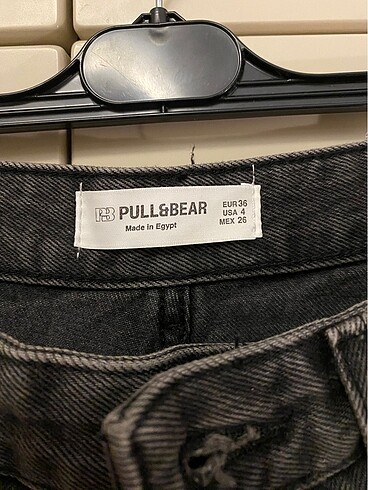 PB PULL&BEAR
Made in Egypt
EUR 36
USA 4
MEX 26